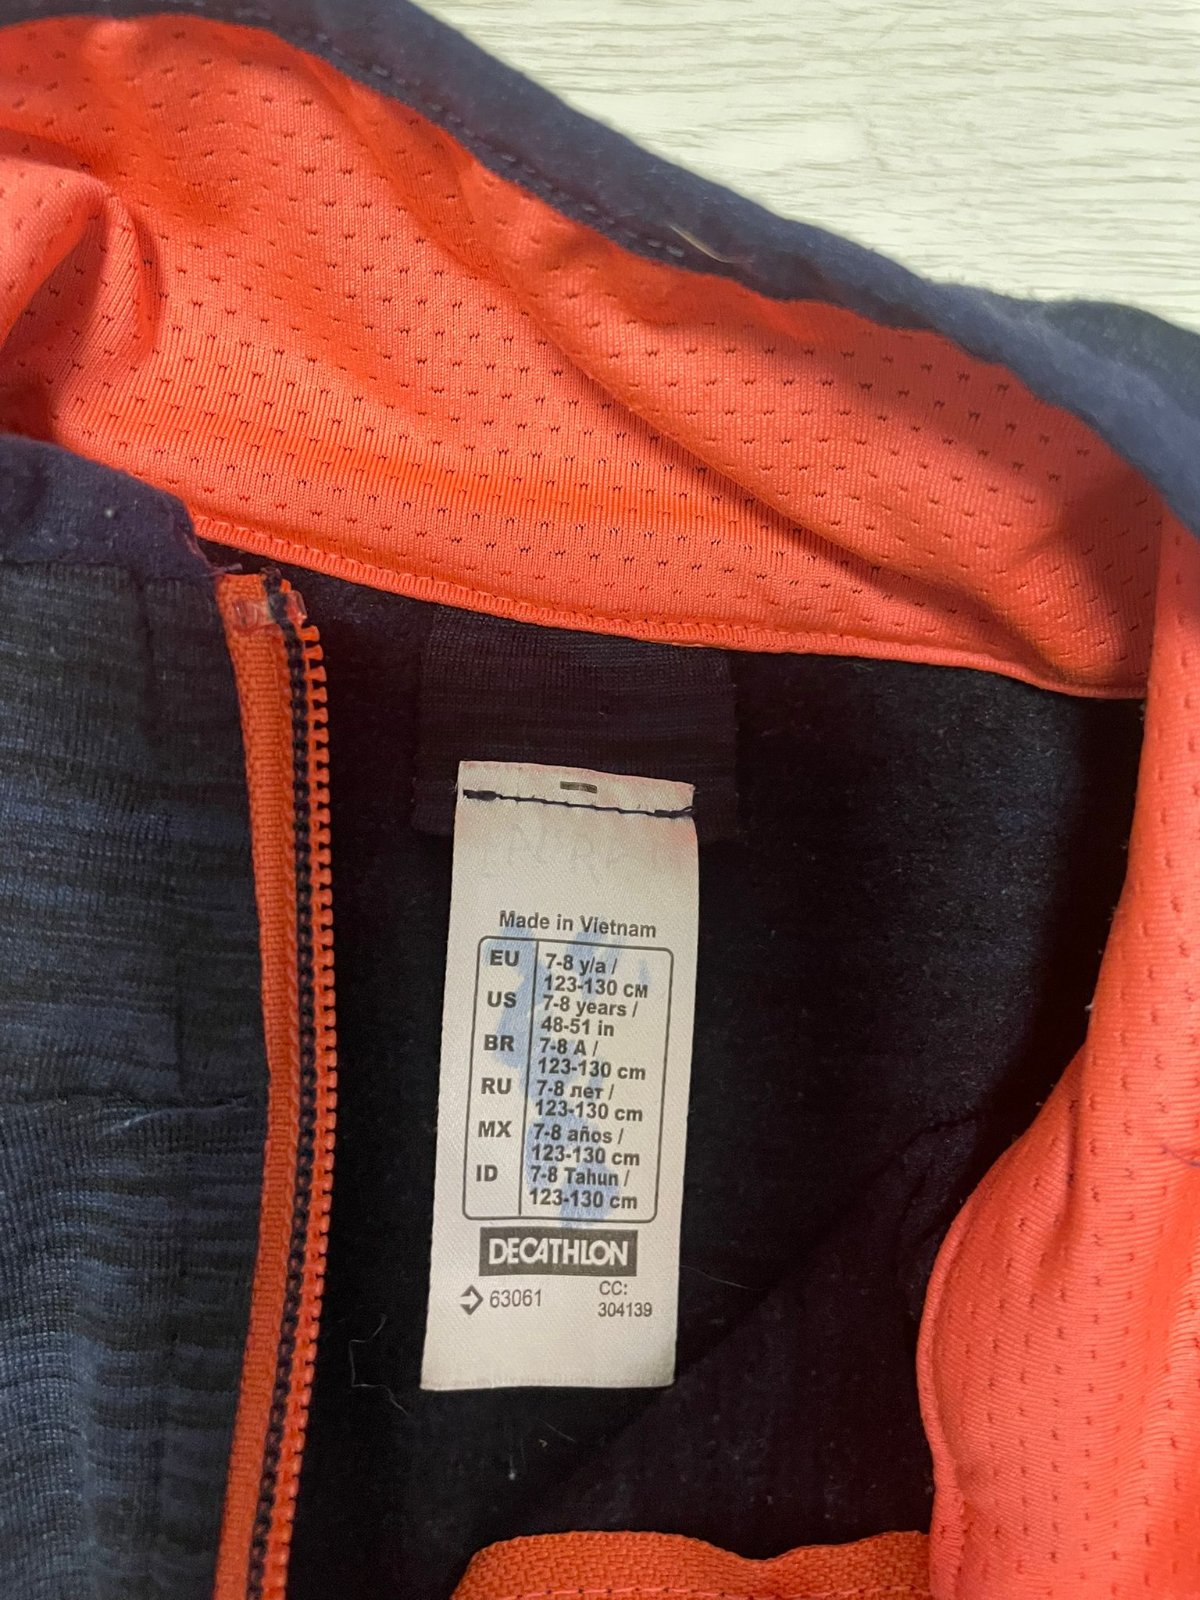 Made in Vietnam
EU 7-8 y/a /
123-130 CM
US 7-8 years /
48-51 in
BR 7-8 A /
123-130 cm
RU 7-8 лет /
123-130 cm
MX 7-8 años /
123-130 cm
ID 7-8 Tahun /
123-130 cm
DECATHLON
63061
CC:
304139